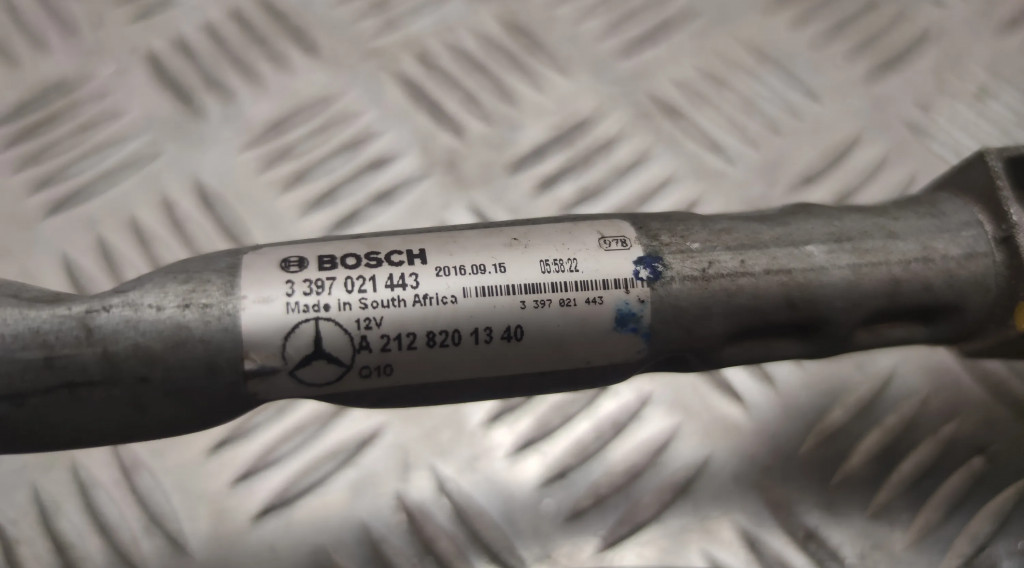 BOSCH 2016.09.15 05:58:22 978
3 397 021 443
Made in South Africa
3 397 021 443
12V
A 212 820 13 40
Q10